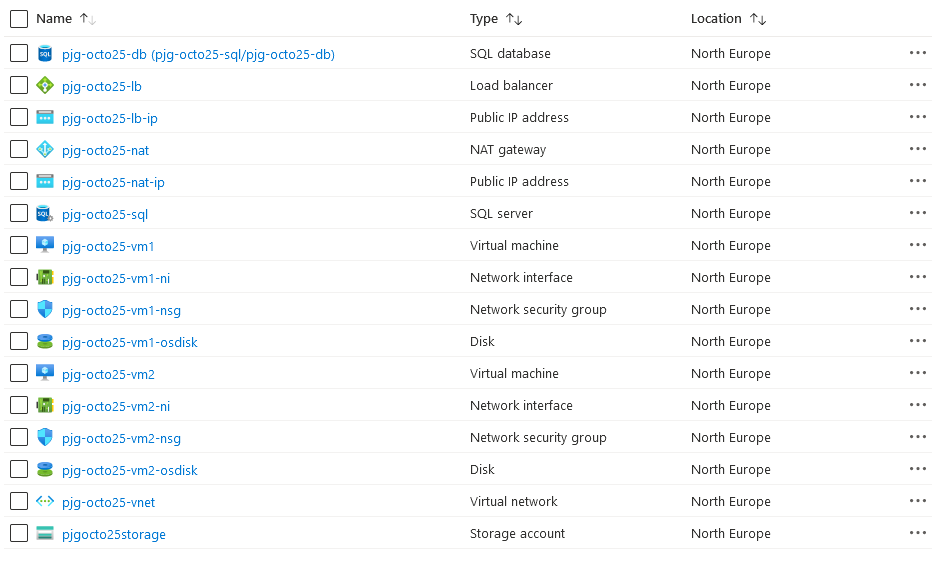 Name ↑↓ Type ↑↓ Location ↑↓
pjg-octo25-db (pjg-octo25-sql/pjg-octo25-db) SQL database North Europe ...
pjg-octo25-lb Load balancer North Europe ...
pjg-octo25-lb-ip Public IP address North Europe ...
pjg-octo25-nat NAT gateway North Europe ...
pjg-octo25-nat-ip Public IP address North Europe ...
pjg-octo25-sql SQL server North Europe ...
pjg-octo25-vm1 Virtual machine North Europe ...
pjg-octo25-vm1-ni Network interface North Europe ...
pjg-octo25-vm1-nsg Network security group North Europe ...
pjg-octo25-vm1-osdisk Disk North Europe ...
pjg-octo25-vm2 Virtual machine North Europe ...
pjg-octo25-vm2-ni Network interface North Europe ...
pjg-octo25-vm2-nsg Network security group North Europe ...
pjg-octo25-vm2-osdisk Disk North Europe ...
pjg-octo25-vnet Virtual network North Europe ...
pjgocto25storage Storage account North Europe ...